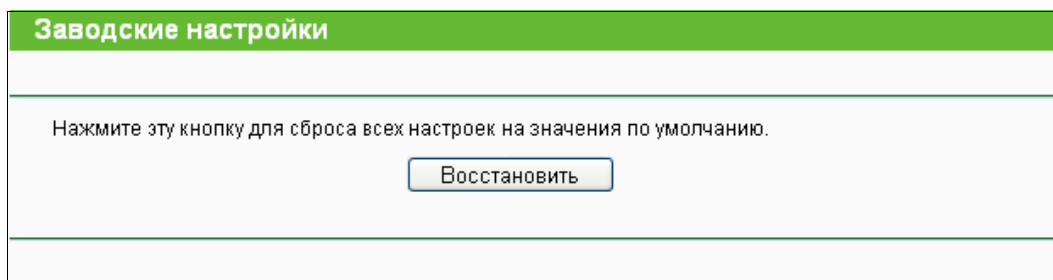 Заводские настройки
Нажмите эту кнопку для сброса всех настроек на значения по умолчанию.
Восстановить